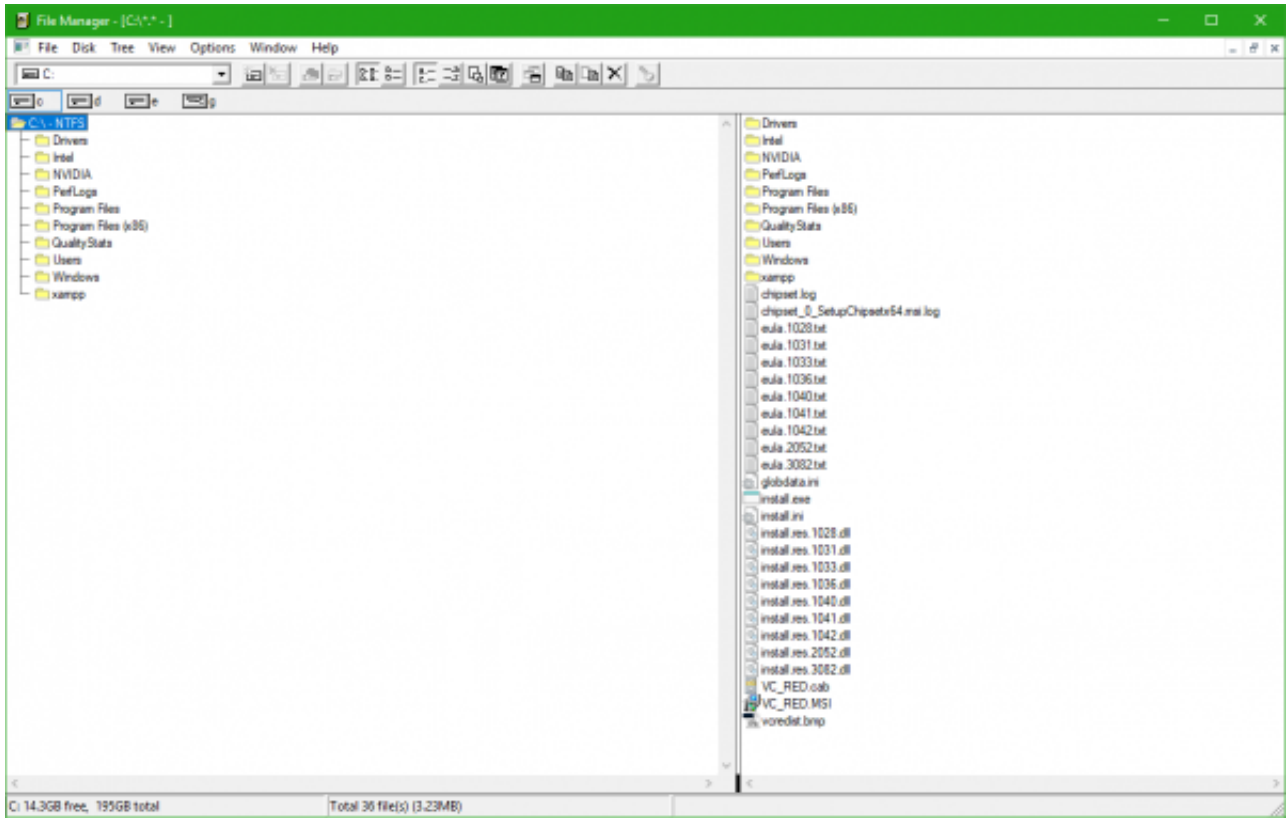 File Manager - [C:\*.* - ]
File Disk Tree View Options Window Help
C:
c d e g
C:\ - NTFS
Drivers
Intel
NVIDIA
PerfLogs
Program Files
Program Files (x86)
QualityStats
Users
Windows
xampp
Drivers
Intel
NVIDIA
PerfLogs
Program Files
Program Files (x86)
QualityStats
Users
Windows
xampp
chipset.log
chipset_0_SetupChipsetx64.msi.log
eula.1028.txt
eula.1031.txt
eula.1033.txt
eula.1036.txt
eula.1040.txt
eula.1041.txt
eula.1042.txt
eula.2052.txt
eula.3082.txt
globdata.ini
install.exe
install.ini
install.res.1028.dll
install.res.1031.dll
install.res.1033.dll
install.res.1036.dll
install.res.1040.dll
install.res.1041.dll
install.res.1042.dll
install.res.2052.dll
install.res.3082.dll
VC_RED.cab
VC_RED.MSI
vcredist.bmp
C: 14.3GB free, 195GB total
Total 36 file(s) (3.23MB)